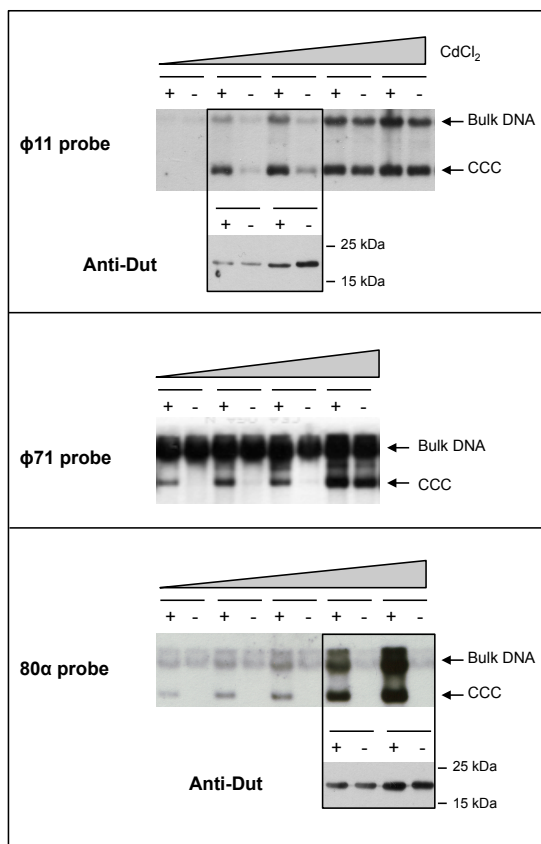 CdCl₂
+ - + - + - + - + -
ϕ11 probe
Bulk DNA
CCC
+ - + -
Anti-Dut
25 kDa
15 kDa
+ - + - + - + -
ϕ71 probe
Bulk DNA
CCC
+ - + - + - + - + -
80α probe
Bulk DNA
CCC
+ - + -
Anti-Dut
25 kDa
15 kDa